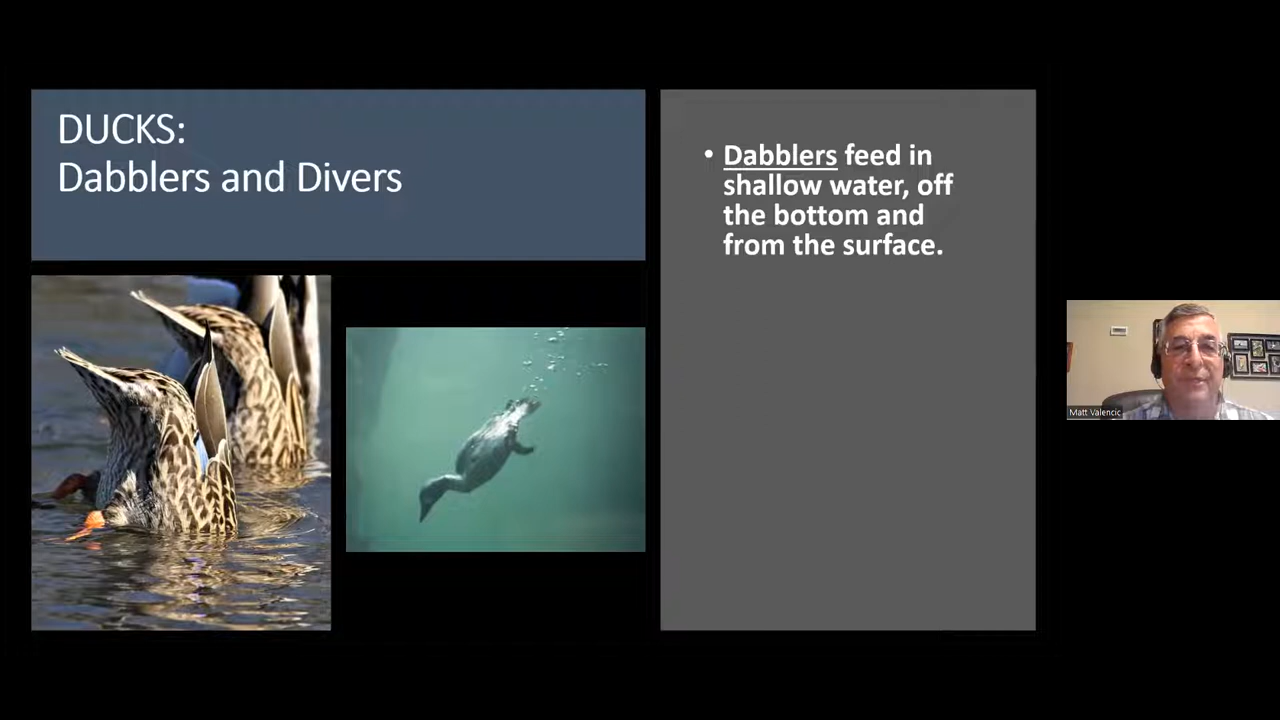 DUCKS:
Dabblers and Divers
• Dabblers feed in
shallow water, off
the bottom and
from the surface.
Matt Valencic